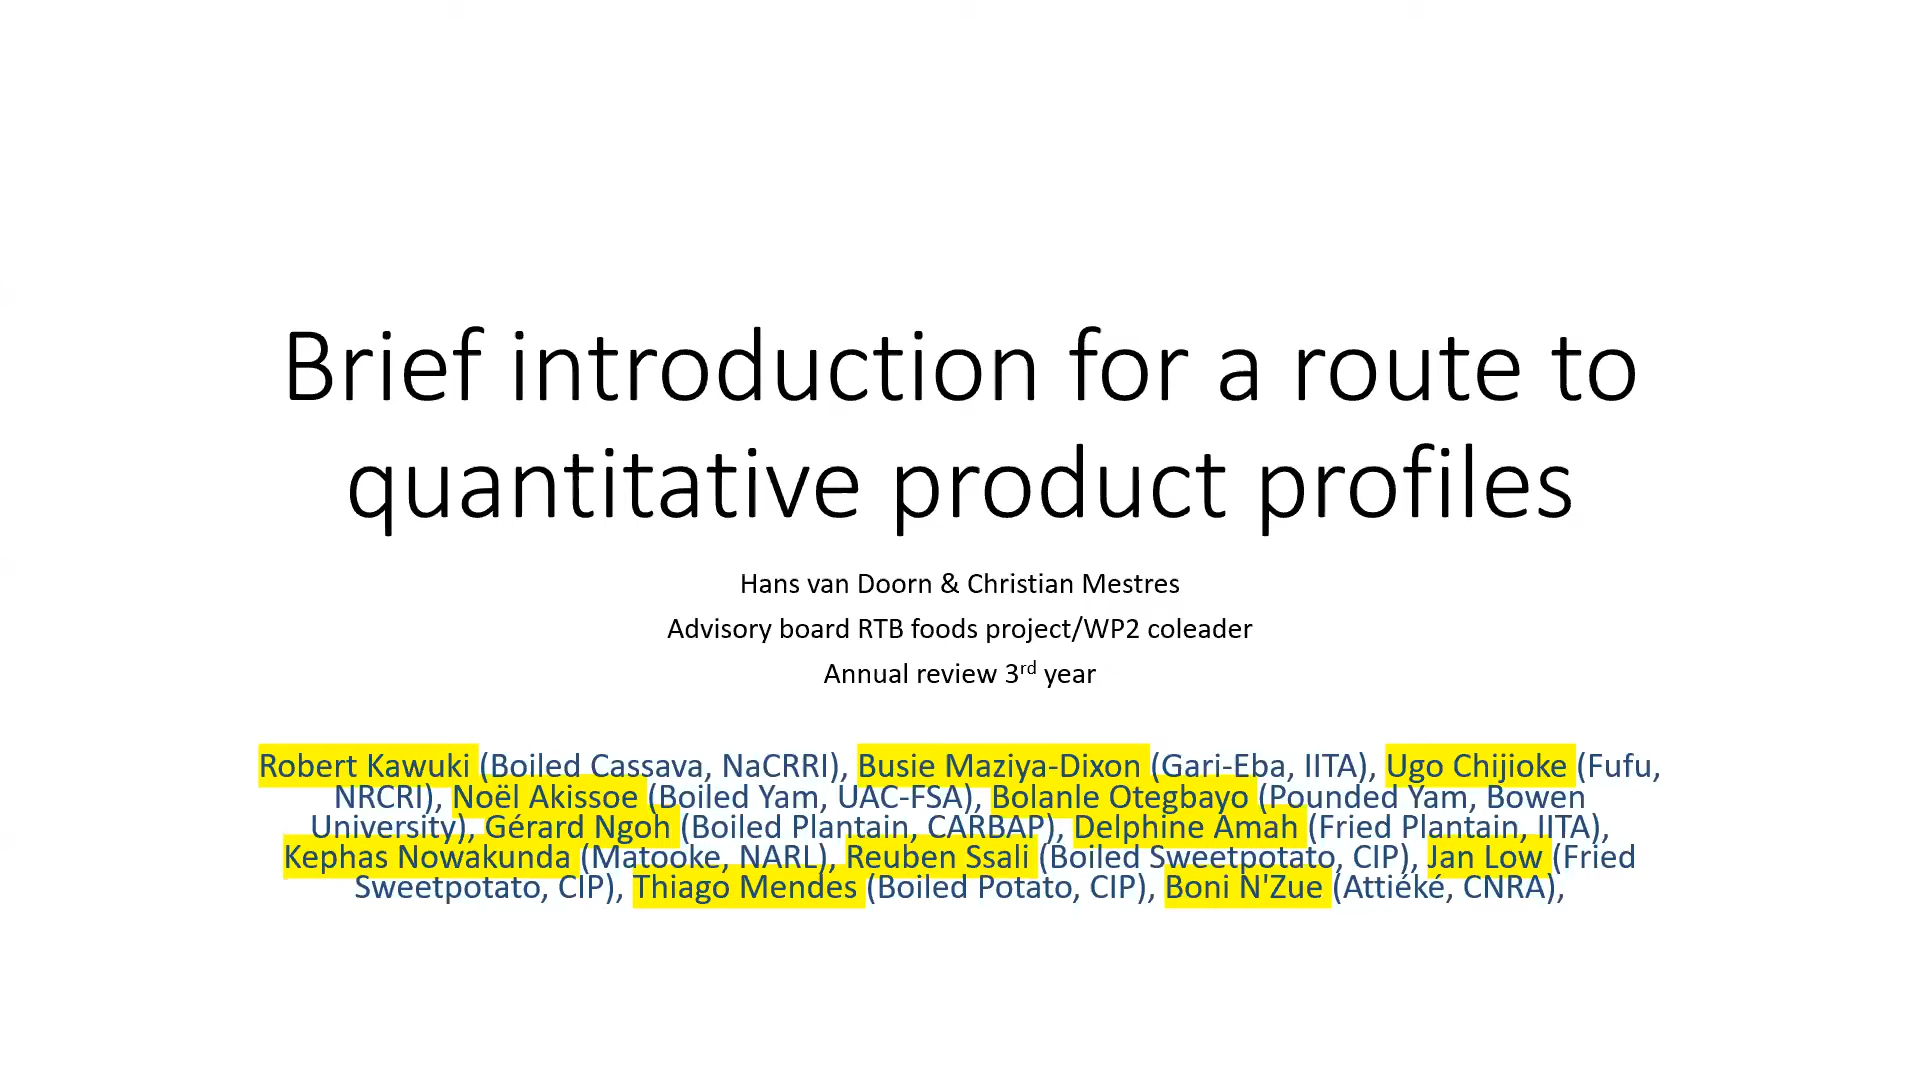 Brief introduction for a route to
quantitative product profiles
Hans van Doorn & Christian Mestres
Advisory board RTB foods project/WP2 coleader
Annual review 3rd year
Robert Kawuki (Boiled Cassava, NaCRRI), Busie Maziya-Dixon (Gari-Eba, IITA), Ugo Chijioke (Fufu,
NRCRI), Noël Akissoe (Boiled Yam, UAC-FSA), Bolanle Otegbayo (Pounded Yam, Bowen
University), Gérard Ngoh (Boiled Plantain, CARBAP), Delphine Amah (Fried Plantain, IITA),
Kephas Nowakunda (Matooke, NARL), Reuben Ssali (Boiled Sweetpotato, CIP), Jan Low (Fried
Sweetpotato, CIP), Thiago Mendes (Boiled Potato, CIP), Boni N'Zue (Attiéké, CNRA),